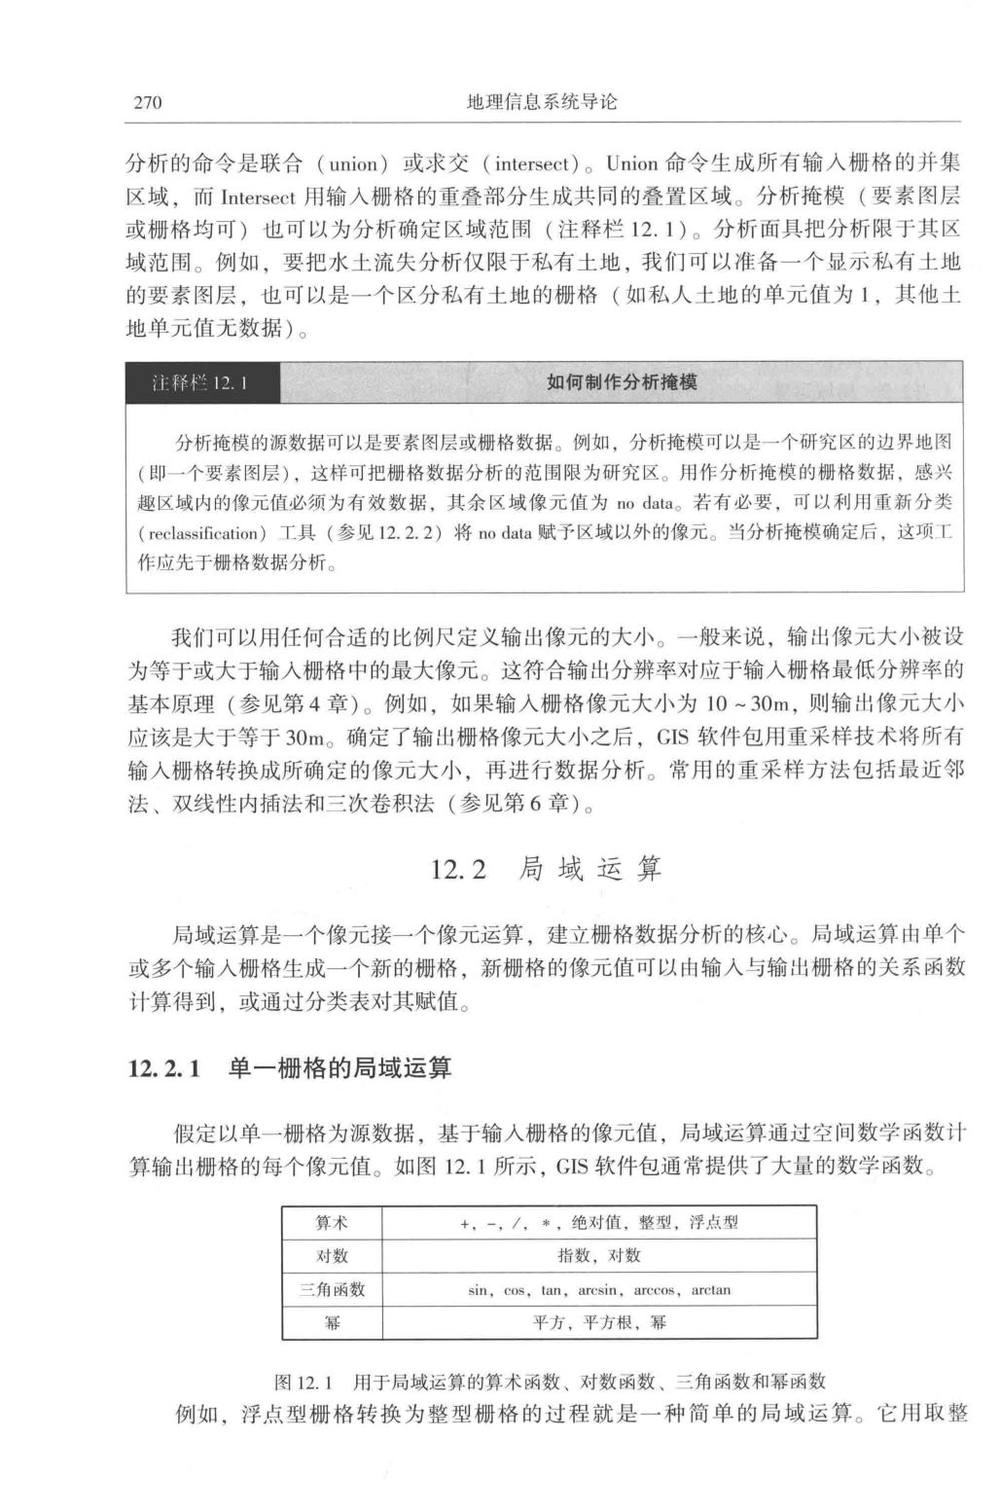 270
地理信息系统导论
分析的命令是联合（union）或求交（intersect）。Union 命令生成所有输入栅格的并集
区域，而 Intersect 用输入栅格的重叠部分生成共同的叠置区域。分析掩模（要素图层
或栅格均可）也可以为分析确定区域范围（注释栏 12. 1）。分析面具把分析限于其区
域范围。例如，要把水土流失分析仅限于私有土地，我们可以准备一个显示私有土地
的要素图层，也可以是一个区分私有土地的栅格（如私人土地的单元值为 1，其他土
地单元值无数据）。
注释栏 12. 1
如何制作分析掩模
分析掩模的源数据可以是要素图层或栅格数据。例如，分析掩模可以是一个研究区的边界地图
（即一个要素图层），这样可把栅格数据分析的范围限为研究区。用作分析掩模的栅格数据，感兴
趣区域内的像元值必须为有效数据，其余区域像元值为 no data。若有必要，可以利用重新分类
（reclassification）工具（参见 12. 2. 2）将 no data 赋予区域以外的像元。当分析掩模确定后，这项工
作应先于栅格数据分析。
我们可以用任何合适的比例尺定义输出像元的大小。一般来说，输出像元大小被设
为等于或大于输入栅格中的最大像元。这符合输出分辨率对应于输入栅格最低分辨率的
基本原理（参见第 4 章）。例如，如果输入栅格像元大小为 10 ~ 30m，则输出像元大小
应该是大于等于 30m。确定了输出栅格像元大小之后，GIS 软件包用重采样技术将所有
输入栅格转换成所确定的像元大小，再进行数据分析。常用的重采样方法包括最近邻
法、双线性内插法和三次卷积法（参见第 6 章）。
12. 2 局域运算
局域运算是一个像元接一个像元运算，建立栅格数据分析的核心。局域运算由单个
或多个输入栅格生成一个新的栅格，新栅格的像元值可以由输入与输出栅格的关系函数
计算得到，或通过分类表对其赋值。
12. 2. 1 单一栅格的局域运算
假定以单一栅格为源数据，基于输入栅格的像元值，局域运算通过空间数学函数计
算输出栅格的每个像元值。如图 12. 1 所示，GIS 软件包通常提供了大量的数学函数。
算术 +，-，/，*，绝对值，整型，浮点型
对数 指数，对数
三角函数 sin，cos，tan，arcsin，arccos，arctan
幂 平方，平方根，幂
图 12. 1 用于局域运算的算术函数、对数函数、三角函数和幂函数
例如，浮点型栅格转换为整型栅格的过程就是一种简单的局域运算。它用取整